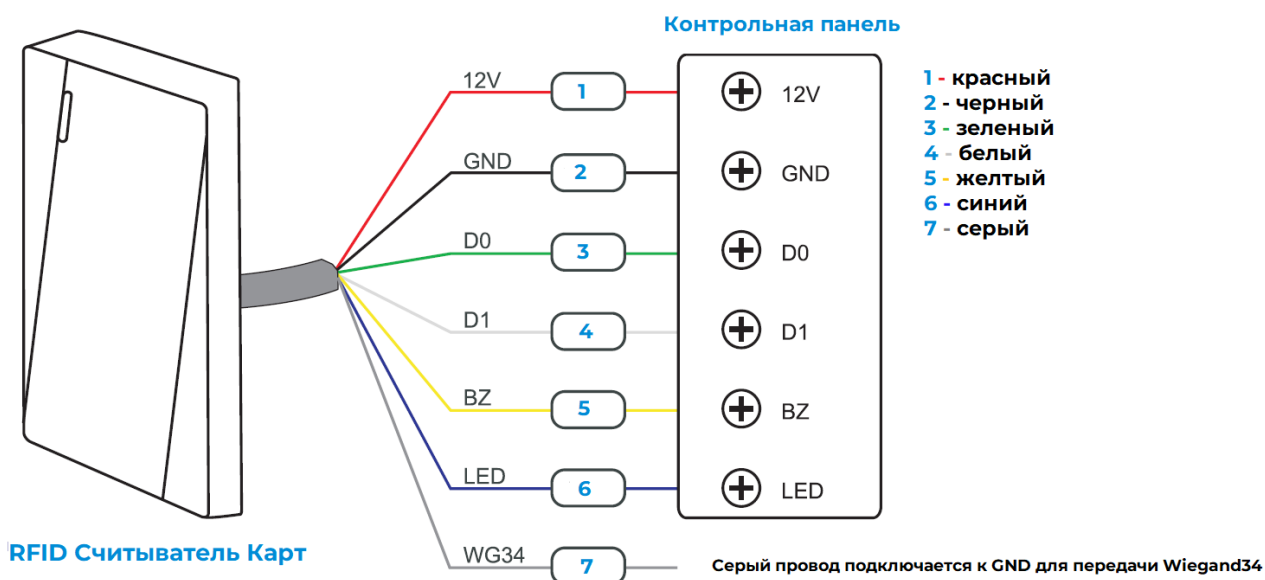 Контрольная панель
12V 1 12V
GND 2 GND
D0 3 D0
D1 4 D1
BZ 5 BZ
LED 6 LED
WG34 7
1 - красный
2 - черный
3 - зеленый
4 - белый
5 - желтый
6 - синий
7 - серый
RFID Считыватель Карт
Серый провод подключается к GND для передачи Wiegand34